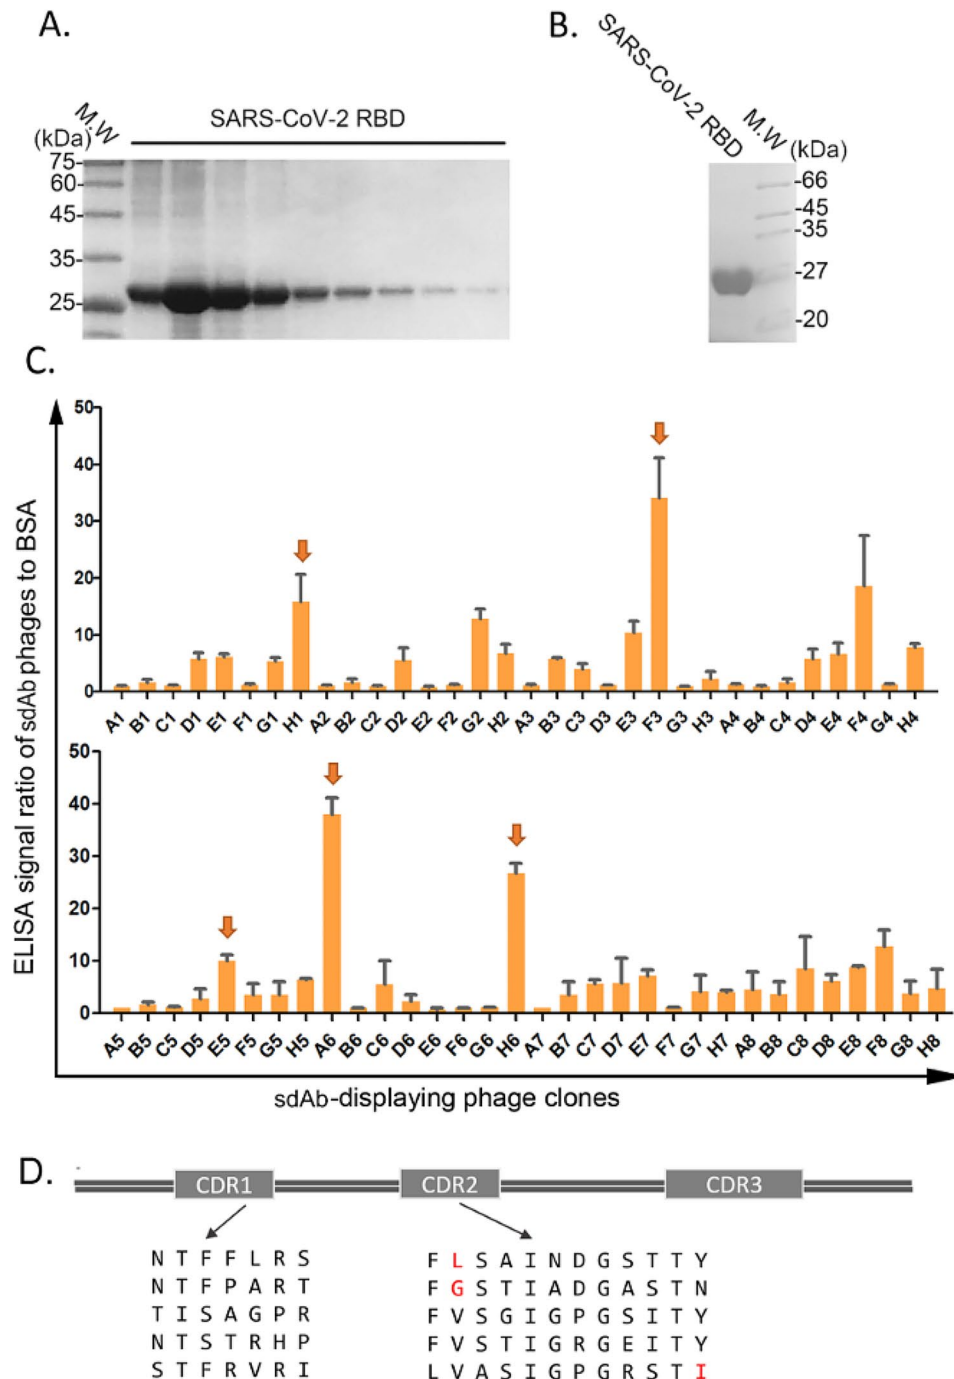 A.
M.W
(kDa)
SARS-CoV-2 RBD
75-
60-
45-
35-
25-
B.
SARS-CoV-2 RBD
M.W
(kDa)
-66
-45
-35
-27
-20
C.
ELISA signal ratio of sdAb phages to BSA
50
40
30
20
10
0
A1 B1 C1 D1 E1 F1 G1 H1 A2 B2 C2 D2 E2 F2 G2 H2 A3 B3 C3 D3 E3 F3 G3 H3 A4 B4 C4 D4 E4 F4 G4 H4
50
40
30
20
10
0
A5 B5 C5 D5 E5 F5 G5 H5 A6 B6 C6 D6 E6 F6 G6 H6 A7 B7 C7 D7 E7 F7 G7 H7 A8 B8 C8 D8 E8 F8 G8 H8
sdAb-displaying phage clones
D.
CDR1 CDR2 CDR3
N T F F L R S F L S A I N D G S T T Y
N T F P A R T F G S T I A D G A S T N
T I S A G P R F V S G I G P G S I T Y
N T S T R H P F V S T I G R G E I T Y
S T F R V R I L V A S I G P G R S T I